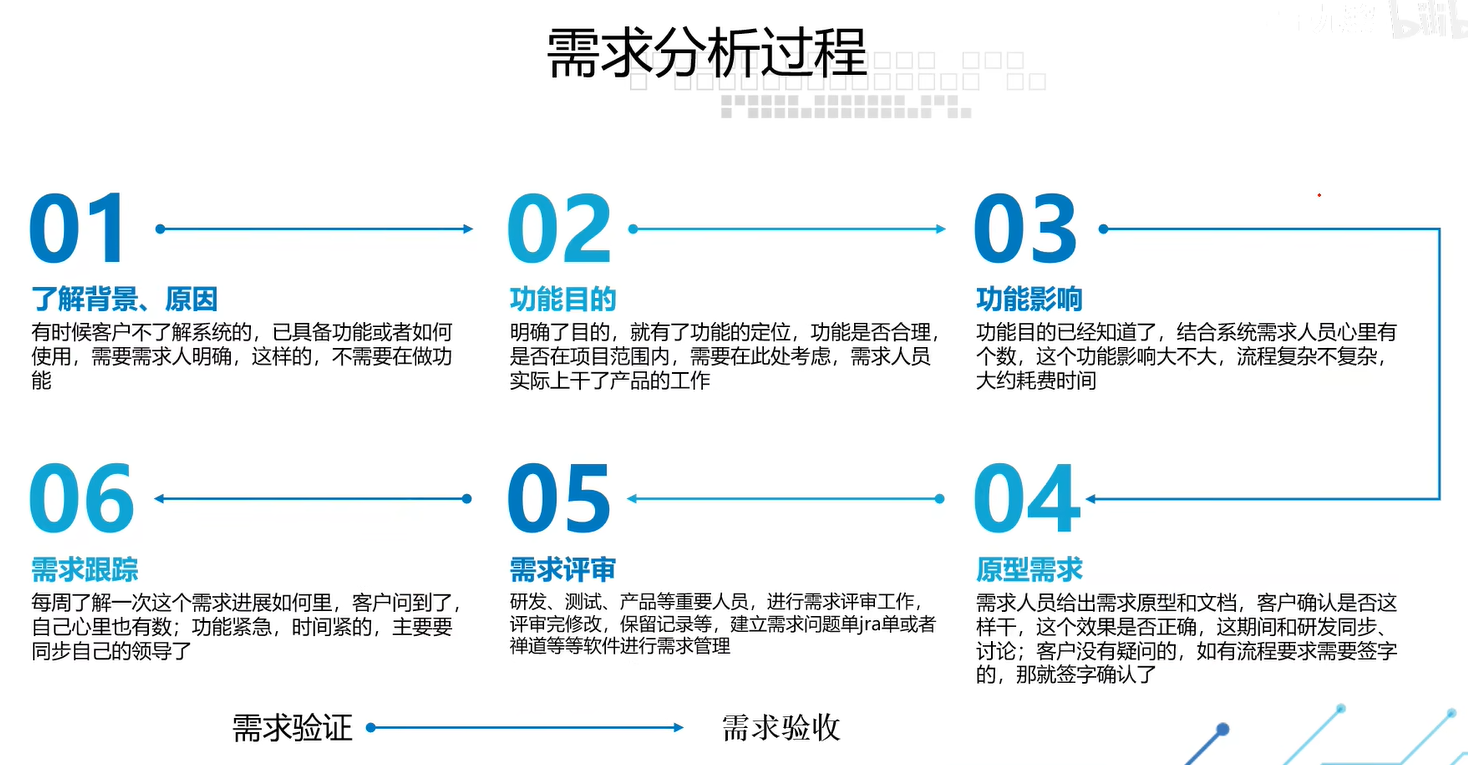 需求分析过程
01
了解背景、原因
有时候客户不了解系统的，已具备功能或者如何
使用，需要需求人明确，这样的，不需要在做功
能
02
功能目的
明确了目的，就有了功能的定位，功能是否合理，
是否在项目范围内，需要在此处考虑，需求人员
实际上干了产品的工作
03
功能影响
功能目的已经知道了，结合系统需求人员心里有
个数，这个功能影响大不大，流程复杂不复杂，
大约耗费时间
04
原型需求
需求人员给出需求原型和文档，客户确认是否这
样干，这个效果是否正确，这期间和研发同步、
讨论；客户没有疑问的，如有流程要求需要签字
的，那就签字确认了
05
需求评审
研发、测试、产品等重要人员，进行需求评审工作，
评审完修改，保留记录等，建立需求问题单jra单或者
禅道等等软件进行需求管理
06
需求跟踪
每周了解一次这个需求进展如何里，客户问到了，
自己心里也有数；功能紧急，时间紧的，主要要
同步自己的领导了
需求验证
需求验收